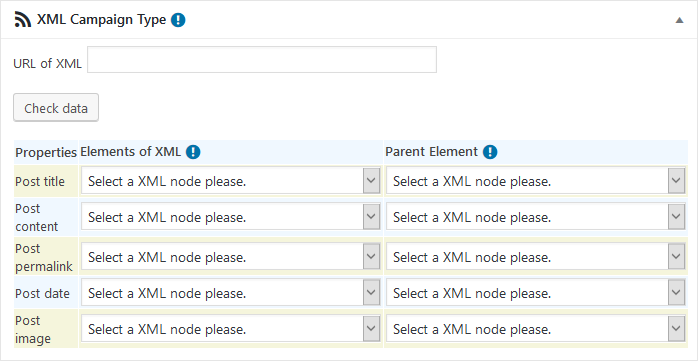 XML Campaign Type
URL of XML
Check data
Properties Elements of XML Parent Element
Post title Select a XML node please. Select a XML node please.
Post
content Select a XML node please. Select a XML node please.
Post
permalink Select a XML node please. Select a XML node please.
Post date Select a XML node please. Select a XML node please.
Post
image Select a XML node please. Select a XML node please.